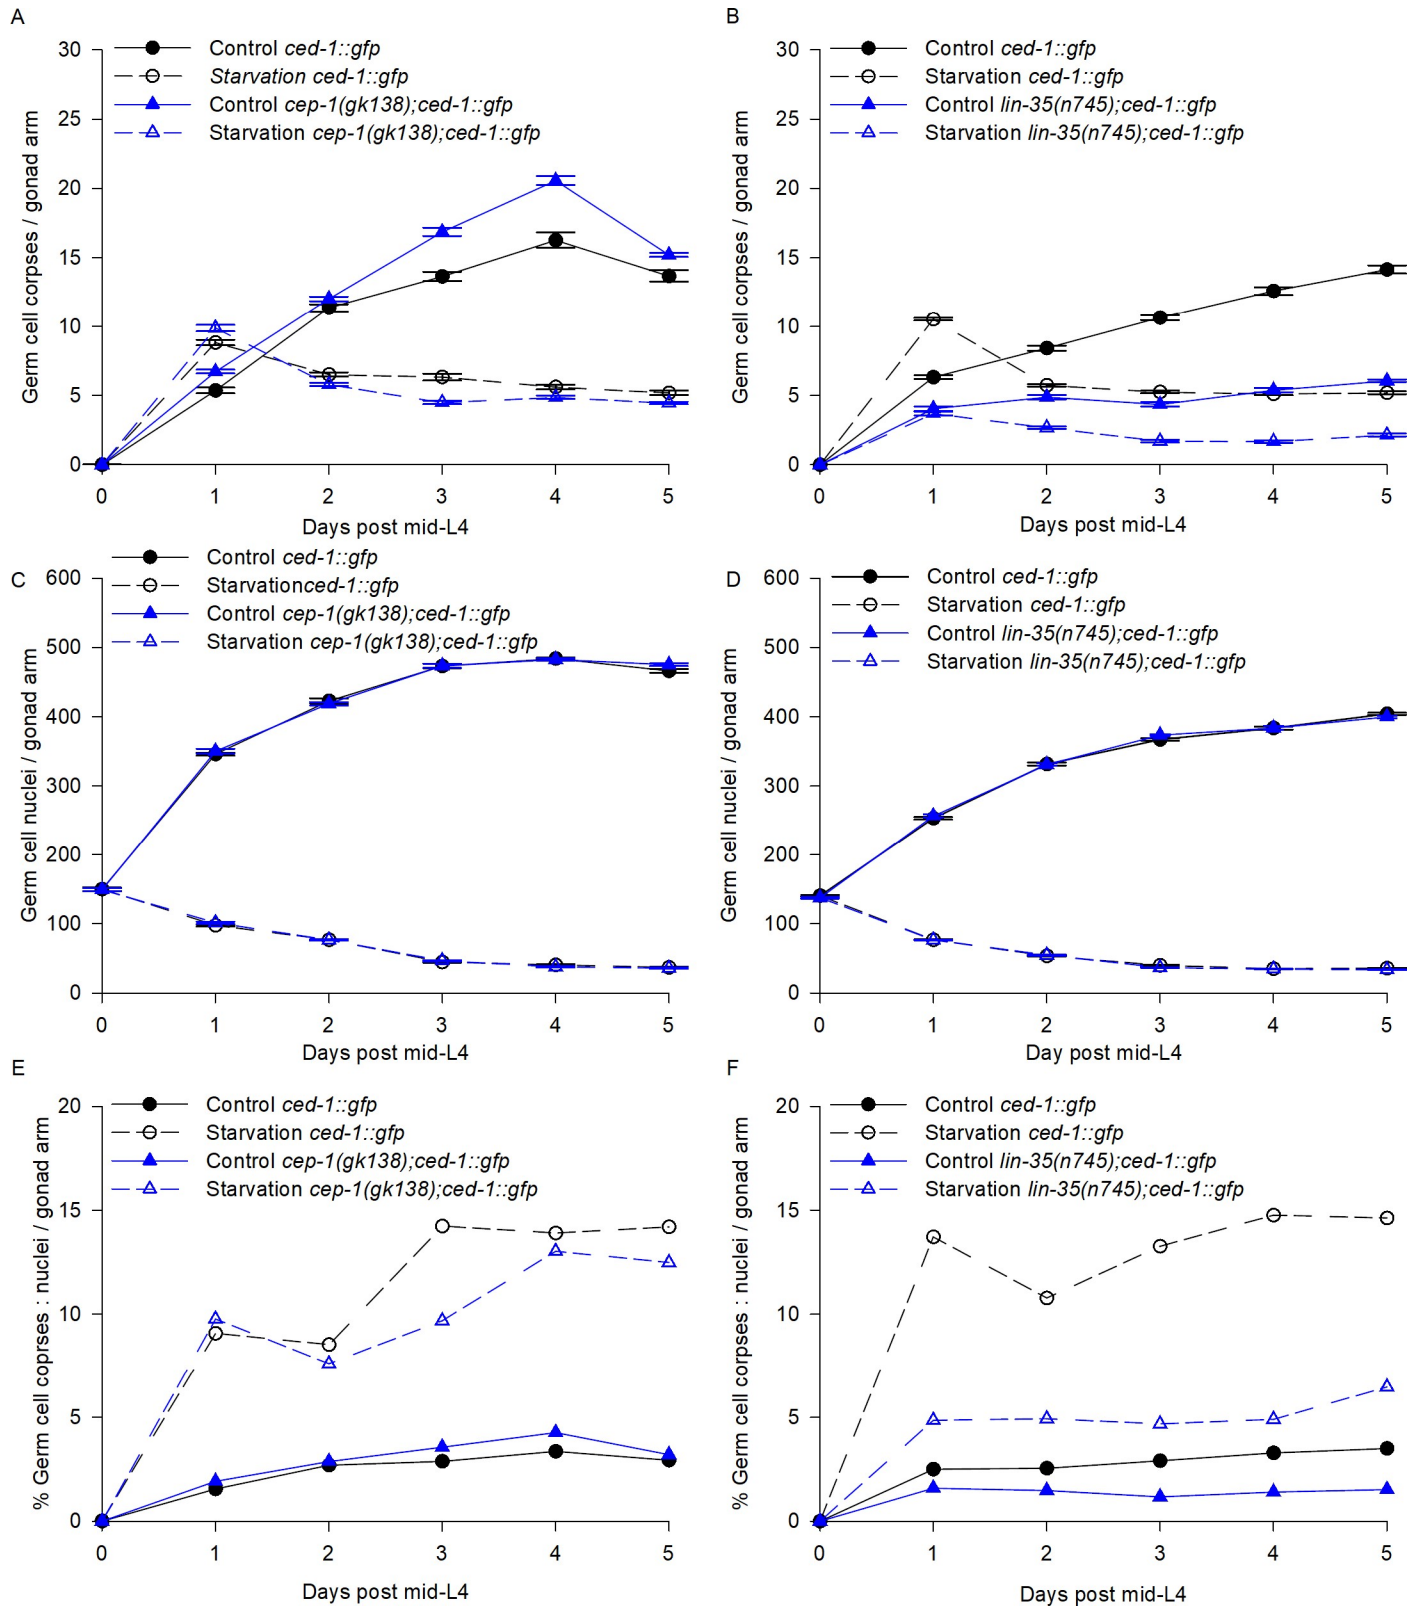 A
30
25
20
15
10
5
0
Germ cell corpses / gonad arm
Control ced-1::gfp
Starvation ced-1::gfp
Control cep-1(gk138);ced-1::gfp
Starvation cep-1(gk138);ced-1::gfp
0 1 2 3 4 5
Days post mid-L4
B
30
25
20
15
10
5
0
Germ cell corpses / gonad arm
Control ced-1::gfp
Starvation ced-1::gfp
Control lin-35(n745);ced-1::gfp
Starvation lin-35(n745);ced-1::gfp
0 1 2 3 4 5
Days post mid-L4
C
600
500
400
300
200
100
0
Germ cell nuclei / gonad arm
Control ced-1::gfp
Starvationced-1::gfp
Control cep-1(gk138);ced-1::gfp
Starvation cep-1(gk138);ced-1::gfp
0 1 2 3 4 5
Days post mid-L4
D
600
500
400
300
200
100
0
Germ cell nuclei / gonad arm
Control ced-1::gfp
Starvation ced-1::gfp
Control lin-35(n745);ced-1::gfp
Starvation lin-35(n745);ced-1::gfp
0 1 2 3 4 5
Day post mid-L4
E
20
15
10
5
0
% Germ cell coprses : nuclei / gonad arm
Control ced-1::gfp
Starvation ced-1::gfp
Control cep-1(gk138);ced-1::gfp
Starvation cep-1(gk138);ced-1::gfp
0 1 2 3 4 5
Days post mid-L4
F
20
15
10
5
0
% Germ cell corpses : nuclei / gonad arm
Control ced-1::gfp
Starvation ced-1::gfp
Control lin-35(n745);ced-1::gfp
Starvation lin-35(n745);ced-1::gfp
0 1 2 3 4 5
Days post mid-L4